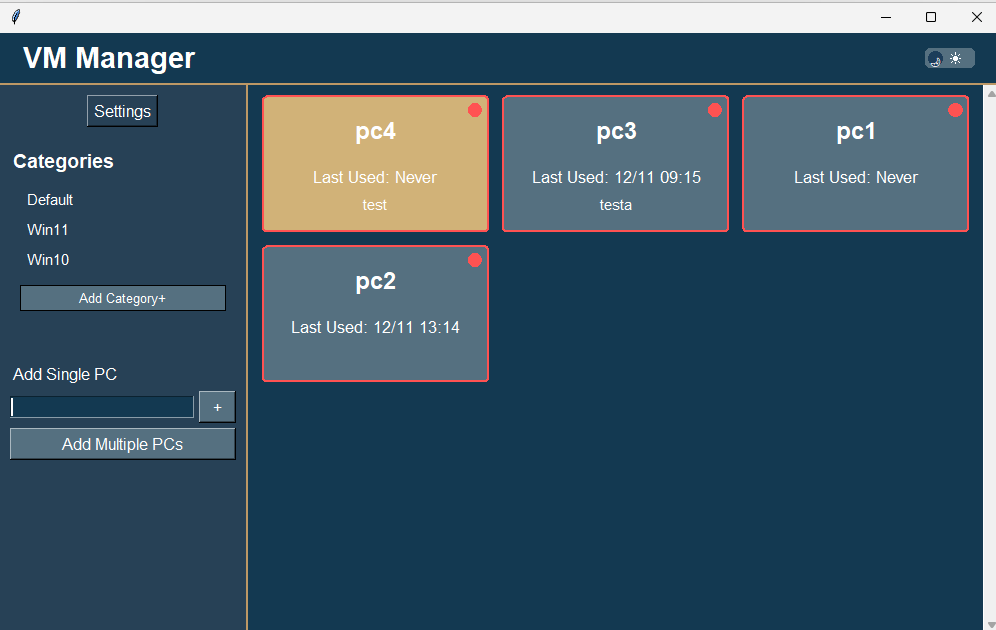 VM Manager
Settings
Categories
Default
Win11
Win10
Add Category+
Add Single PC
+
Add Multiple PCs
pc4
Last Used: Never
test
pc3
Last Used: 12/11 09:15
testa
pc1
Last Used: Never
pc2
Last Used: 12/11 13:14